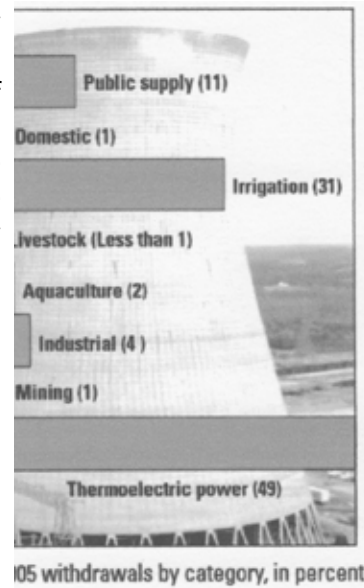 Public supply (11)
Domestic (1)
Irrigation (31)
Livestock (Less than 1)
Aquaculture (2)
Industrial (4 )
Mining (1)
Thermoelectric power (49)
05 withdrawals by category, in percent